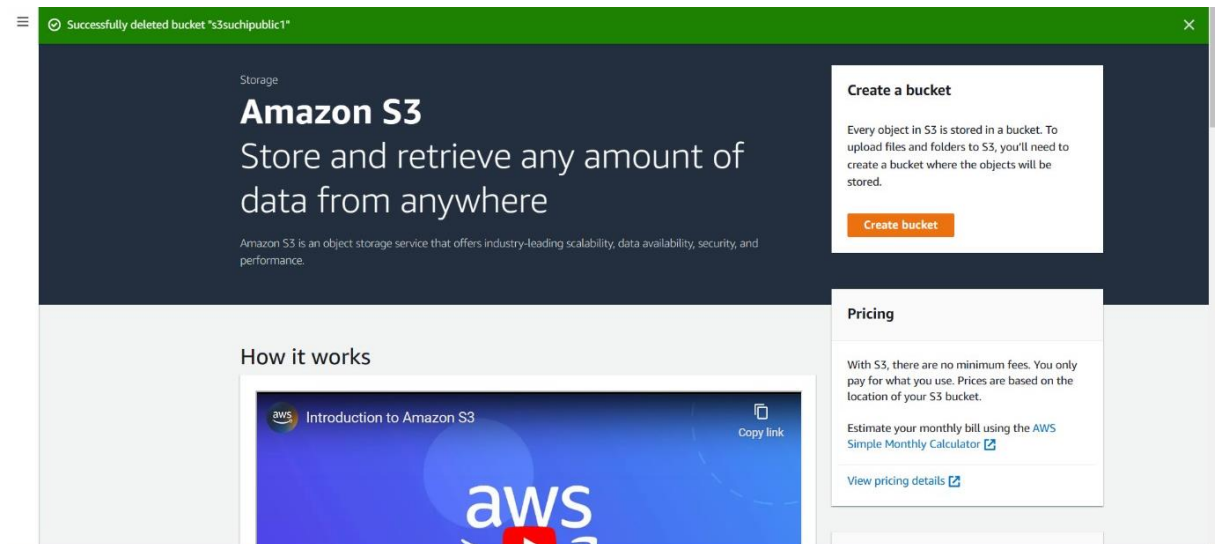 Successfully deleted bucket "s3suchipublic1"
Storage
Amazon S3
Store and retrieve any amount of
data from anywhere
Amazon S3 is an object storage service that offers industry-leading scalability, data availability, security, and
performance.
Create a bucket
Every object in S3 is stored in a bucket. To
upload files and folders to S3, you'll need to
create a bucket where the objects will be
stored.
Create bucket
Pricing
With S3, there are no minimum fees. You only
pay for what you use. Prices are based on the
location of your S3 bucket.
Estimate your monthly bill using the AWS
Simple Monthly Calculator
View pricing details
How it works
aws
Introduction to Amazon S3
Copy link
aws